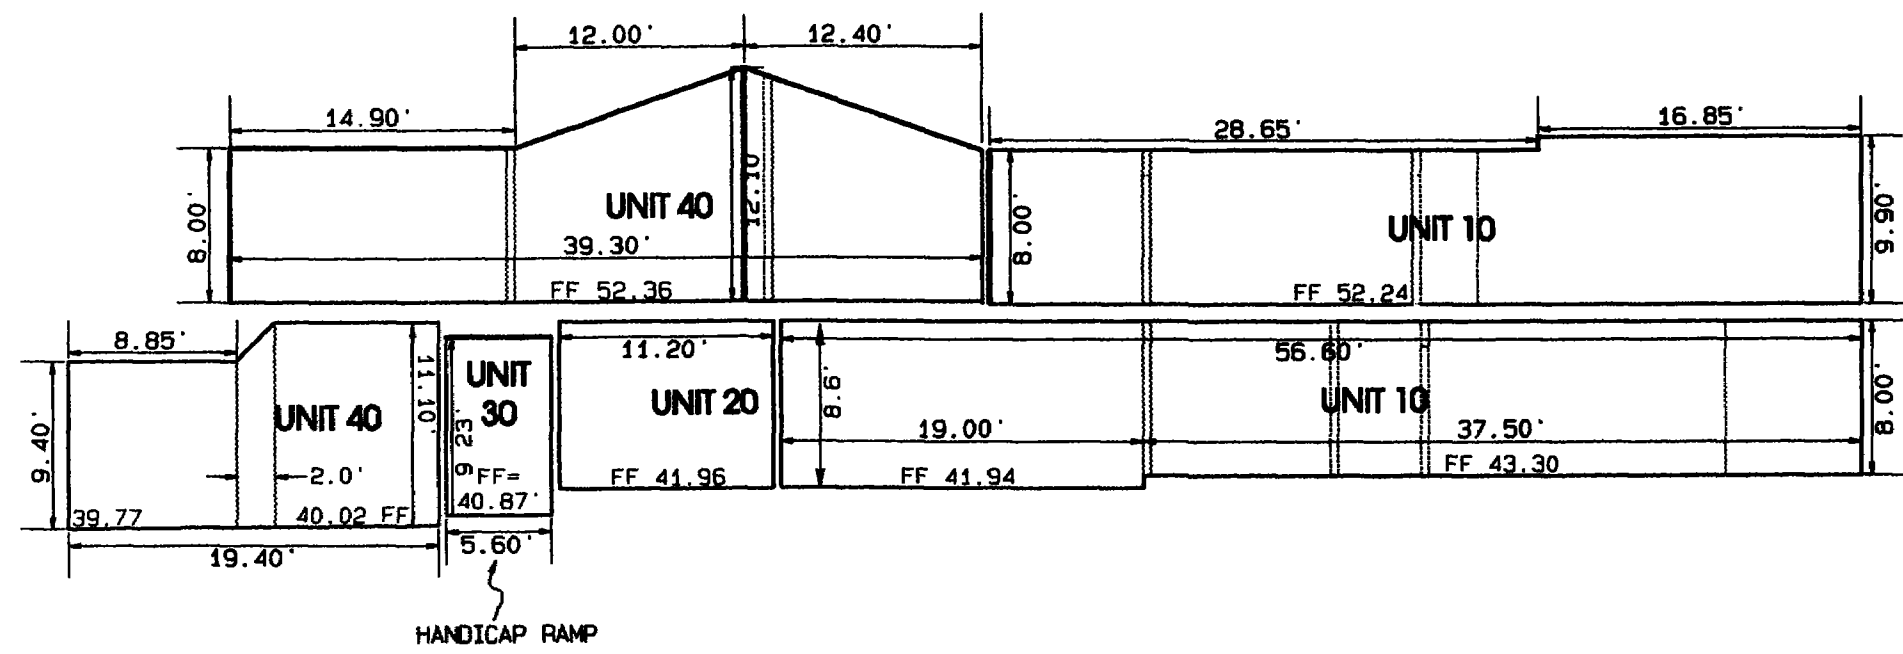 12.00'
12.40'
14.90'
28.65'
16.85'
8.00'
UNIT 40
12.10
8.00'
UNIT 10
39.30'
FF 52.36
FF 52.24
8.85'
11.20'
56.60'
9.40'
11.10'
UNIT 40
UNIT
30
9 23'
FF=
40.87'
UNIT 20
8.6'
UNIT 10
8.00'
19.00'
37.50'
2.0'
FF 41.96
FF 41.94
FF 43.30
39.77
40.02 FF
19.40'
5.60'
HANDICAP RAMP